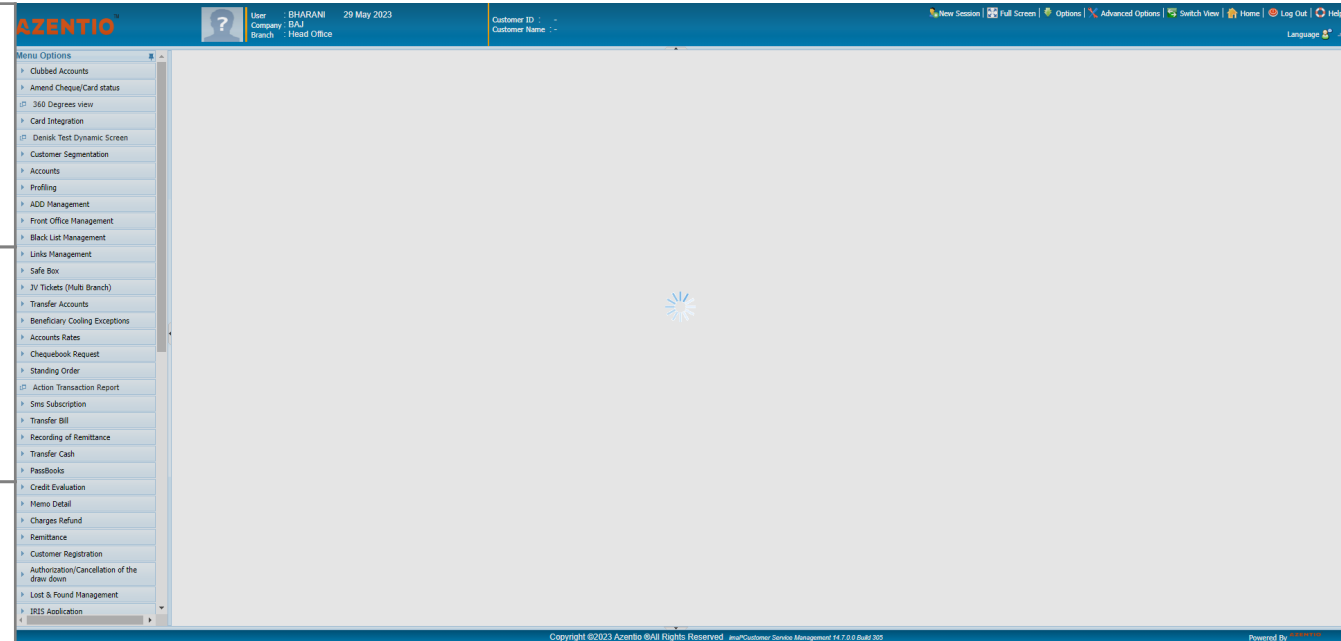 AZENTIO
User : BHARANI 29 May 2023
Company : BAJ
Branch : Head Office
Customer ID : -
Customer Name : -
New Session | Full Screen | Options | Advanced Options | Switch View | Home | Log Out | Help
Language
Menu Options
Clubbed Accounts
Amend Cheque/Card status
360 Degrees view
Card Integration
Denisk Test Dynamic Screen
Customer Segmentation
Accounts
Profiling
ADD Management
Front Office Management
Black List Management
Links Management
Safe Box
JV Tickets (Multi Branch)
Transfer Accounts
Beneficiary Cooling Exceptions
Accounts Rates
Chequebook Request
Standing Order
Action Transaction Report
Sms Subscription
Transfer Bill
Recording of Remittance
Transfer Cash
PassBooks
Credit Evaluation
Memo Detail
Charges Refund
Remittance
Customer Registration
Authorization/Cancellation of the
draw down
Lost & Found Management
IRIS Application
Copyright ©2023 Azentio ®All Rights Reserved imal®Customer Service Management 14.7.0.0 Build 305
Powered By AZENTIO